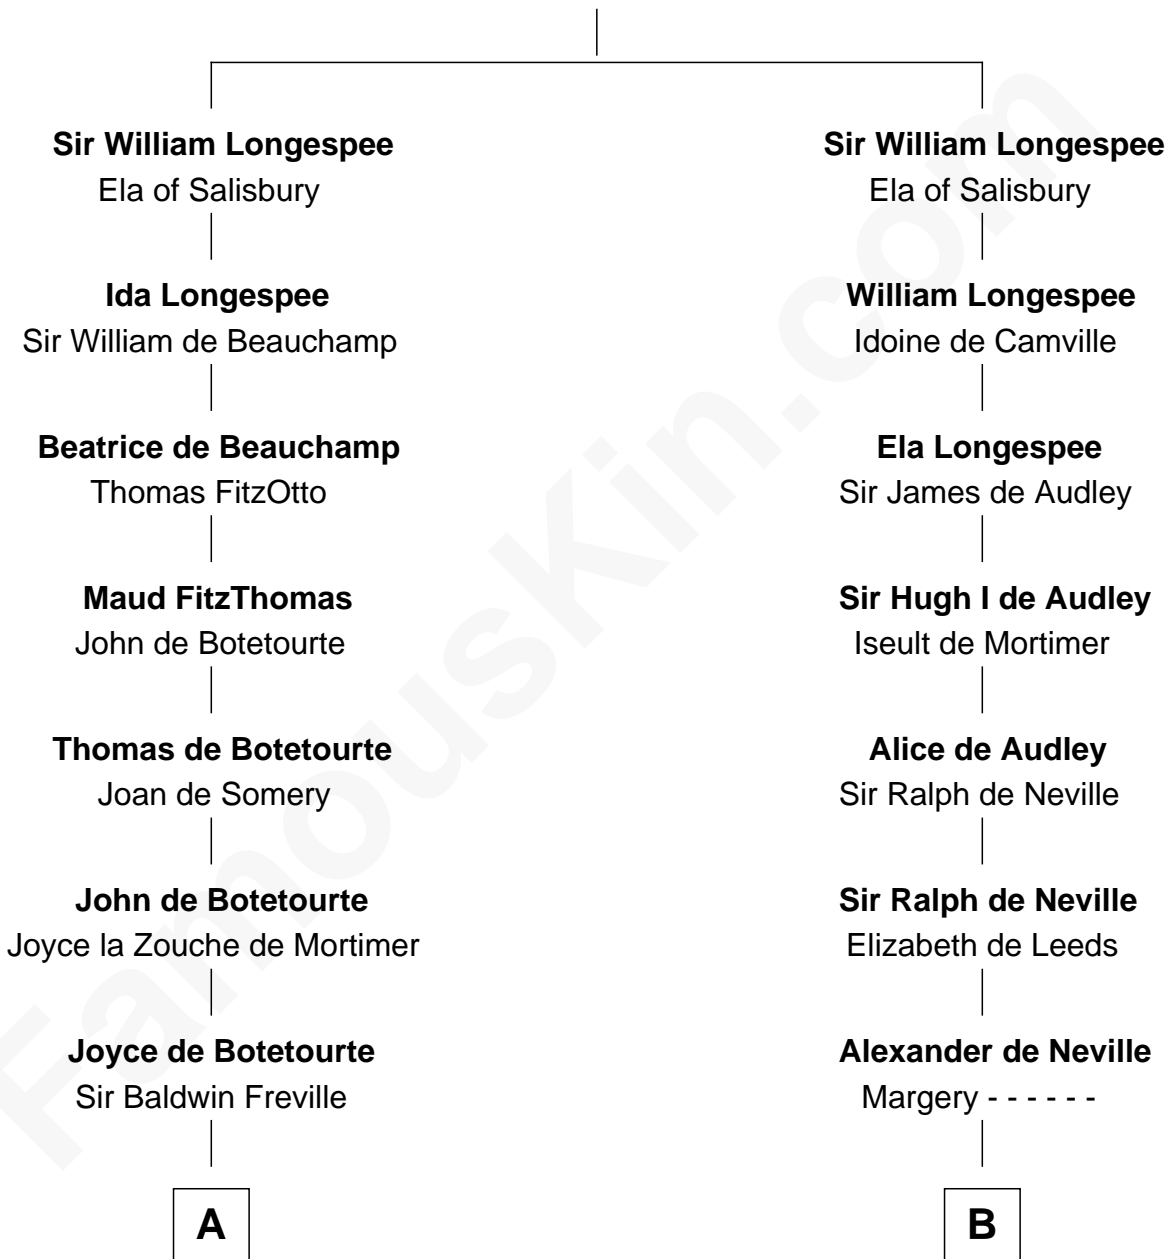 Sir William Longespee
Ela of Salisbury
Ida Longespee
Sir William de Beauchamp
Beatrice de Beauchamp
Thomas FitzOtto
Maud FitzThomas
John de Botetourte
Thomas de Botetourte
Joan de Somery
John de Botetourte
Joyce la Zouche de Mortimer
Joyce de Botetourte
Sir Baldwin Freville
A
Sir William Longespee
Ela of Salisbury
William Longespee
Idoine de Camville
Ela Longespee
Sir James de Audley
Sir Hugh I de Audley
Iseult de Mortimer
Alice de Audley
Sir Ralph de Neville
Sir Ralph de Neville
Elizabeth de Leeds
Alexander de Neville
Margery - - - - - -
B
FamousKin.com